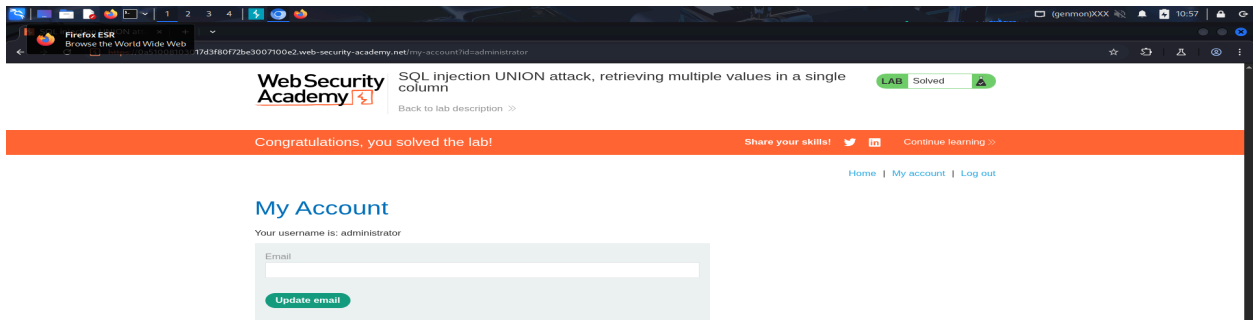 1 2 3 4
(genmon)XXX
10:57
Firefox ESR
Browse the World Wide Web
17d3f80f72be3007100e2.web-security-academy.net/my-account?id=administrator
Web Security
Academy
SQL injection UNION attack, retrieving multiple values in a single
column
Back to lab description
LAB Solved
Congratulations, you solved the lab!
Share your skills!
Continue learning
Home | My account | Log out
My Account
Your username is: administrator
Email
Update email